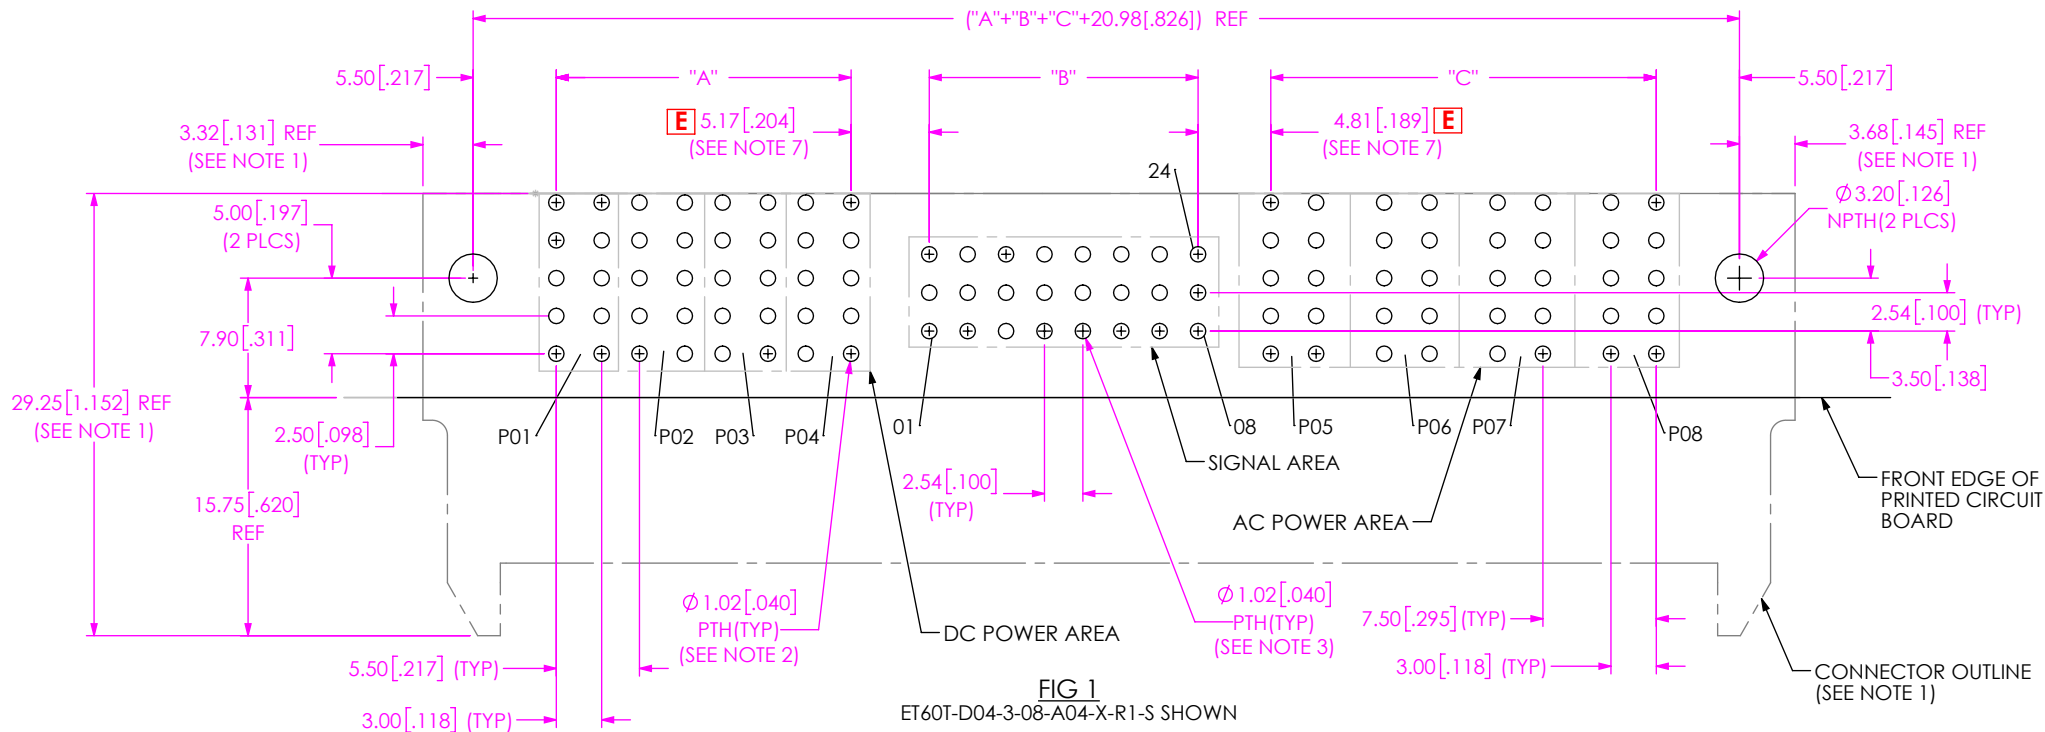 ("A"+"B"+"C"+20.98[.826]) REF
5.50[.217]
"A"
"B"
"C"
5.50[.217]
E 5.17[.204]
(SEE NOTE 7)
4.81[.189] E
(SEE NOTE 7)
3.32[.131] REF
(SEE NOTE 1)
3.68[.145] REF
(SEE NOTE 1)
24
5.00[.197]
(2 PLCS)
Ø3.20[.126]
NPTH(2 PLCS)
7.90[.311]
2.54[.100] (TYP)
3.50[.138]
29.25[1.152] REF
(SEE NOTE 1)
2.50[.098]
(TYP)
P01
P02
P03
P04
01
08
P05
P06
P07
P08
SIGNAL AREA
2.54[.100]
(TYP)
AC POWER AREA
FRONT EDGE OF
PRINTED CIRCUIT
BOARD
15.75[.620]
REF
Ø1.02[.040]
PTH(TYP)
(SEE NOTE 2)
DC POWER AREA
Ø1.02[.040]
PTH(TYP)
(SEE NOTE 3)
7.50[.295](TYP)
5.50[.217] (TYP)
3.00[.118] (TYP)
CONNECTOR OUTLINE
(SEE NOTE 1)
3.00[.118] (TYP)
FIG 1
ET60T-D04-3-08-A04-X-R1-S SHOWN